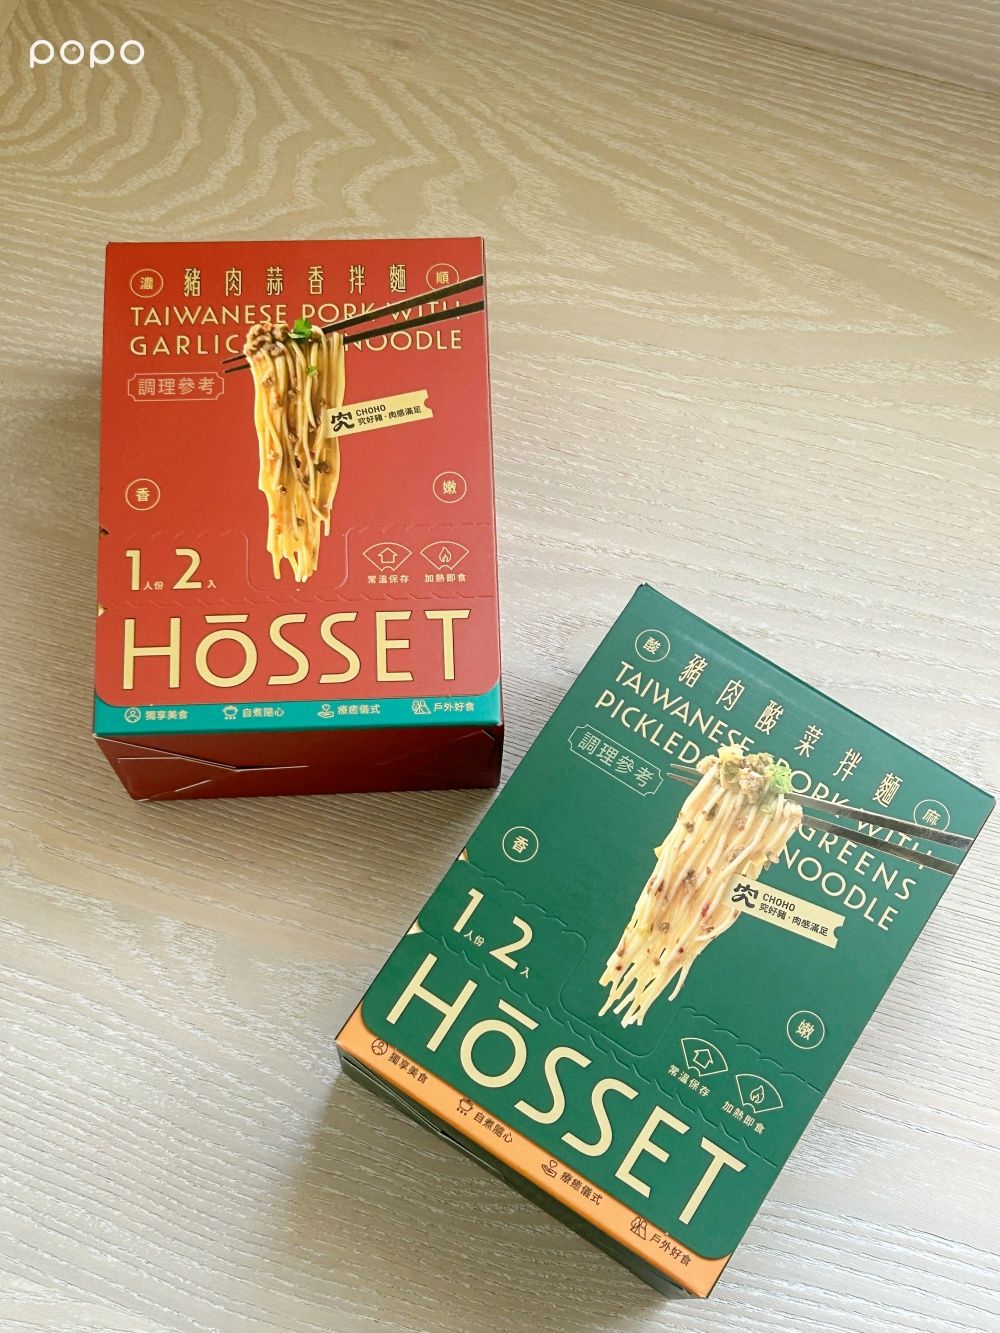 popo
濃 豬肉蒜香拌麵 順
TAIWANESE PORK WITH
GARLIC NOODLE
調理參考
CHOHO
究好豬·肉感滿足
香
嫩
1人份 2入
常溫保存 加熱即食
HōSSET
獨享美食 自煮隨心 療癒儀式 戶外好食
酸 豬肉酸菜拌麵 麻
TAIWANESE PORK WITH
PICKLED GREENS
NOODLE
調理參考
CHOHO
究好豬·肉感滿足
香
嫩
1人份 2入
常溫保存 加熱即食
HōSSET
獨享美食 自煮隨心 療癒儀式 戶外好食